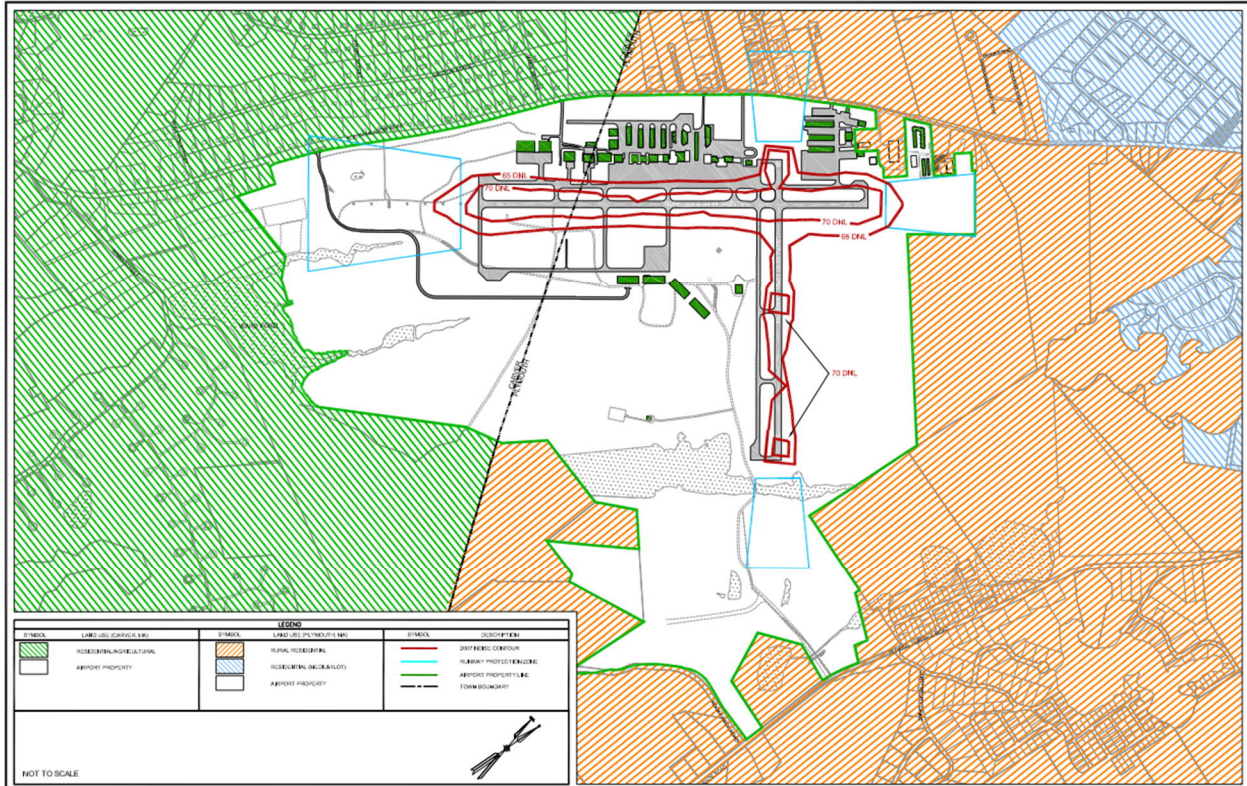 CARVER
PLYMOUTH
65 DNL
70 DNL
70 DNL
65 DNL
CARVER
PLYMOUTH
70 DNL
LEGEND
SYMBOL LAND USE (CARVER, MA) SYMBOL LAND USE (PLYMOUTH, MA) SYMBOL DESCRIPTION
RESIDENTIAL/AGRICULTURAL RURAL RESIDENTIAL 2007 NOISE CONTOUR
AIRPORT PROPERTY RESIDENTIAL (MEDIUM LOT) RUNWAY PROTECTION ZONE
AIRPORT PROPERTY LINE
AIRPORT PROPERTY TOWN BOUNDARY
NOT TO SCALE